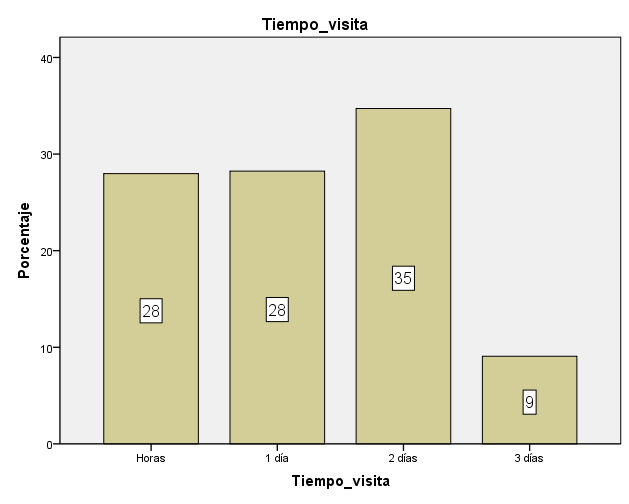 Tiempo_visita
Porcentaje
40
30
20
10
0
28
28
35
9
Horas
1 día
2 días
3 días
Tiempo_visita